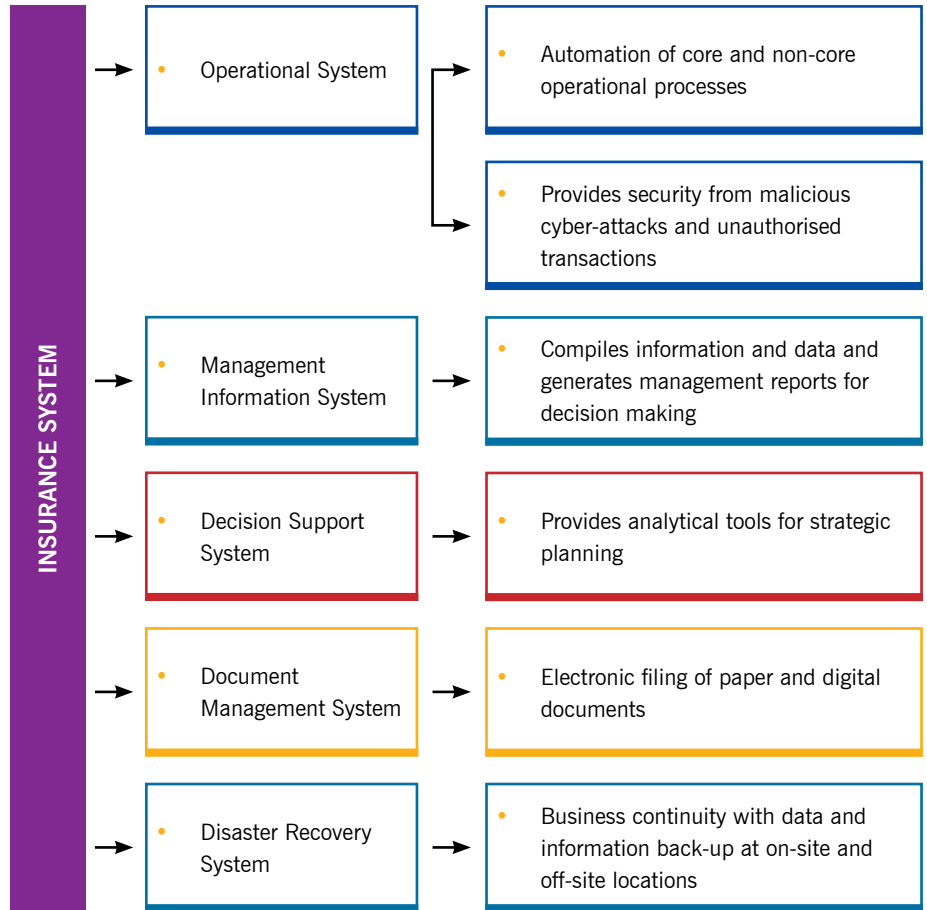 INSURANCE SYSTEM
• Operational System
• Automation of core and non-core
operational processes
• Provides security from malicious
cyber-attacks and unauthorised
transactions
• Management
Information System
• Compiles information and data and
generates management reports for
decision making
• Decision Support
System
• Provides analytical tools for strategic
planning
• Document
Management System
• Electronic filing of paper and digital
documents
• Disaster Recovery
System
• Business continuity with data and
information back-up at on-site and
off-site locations